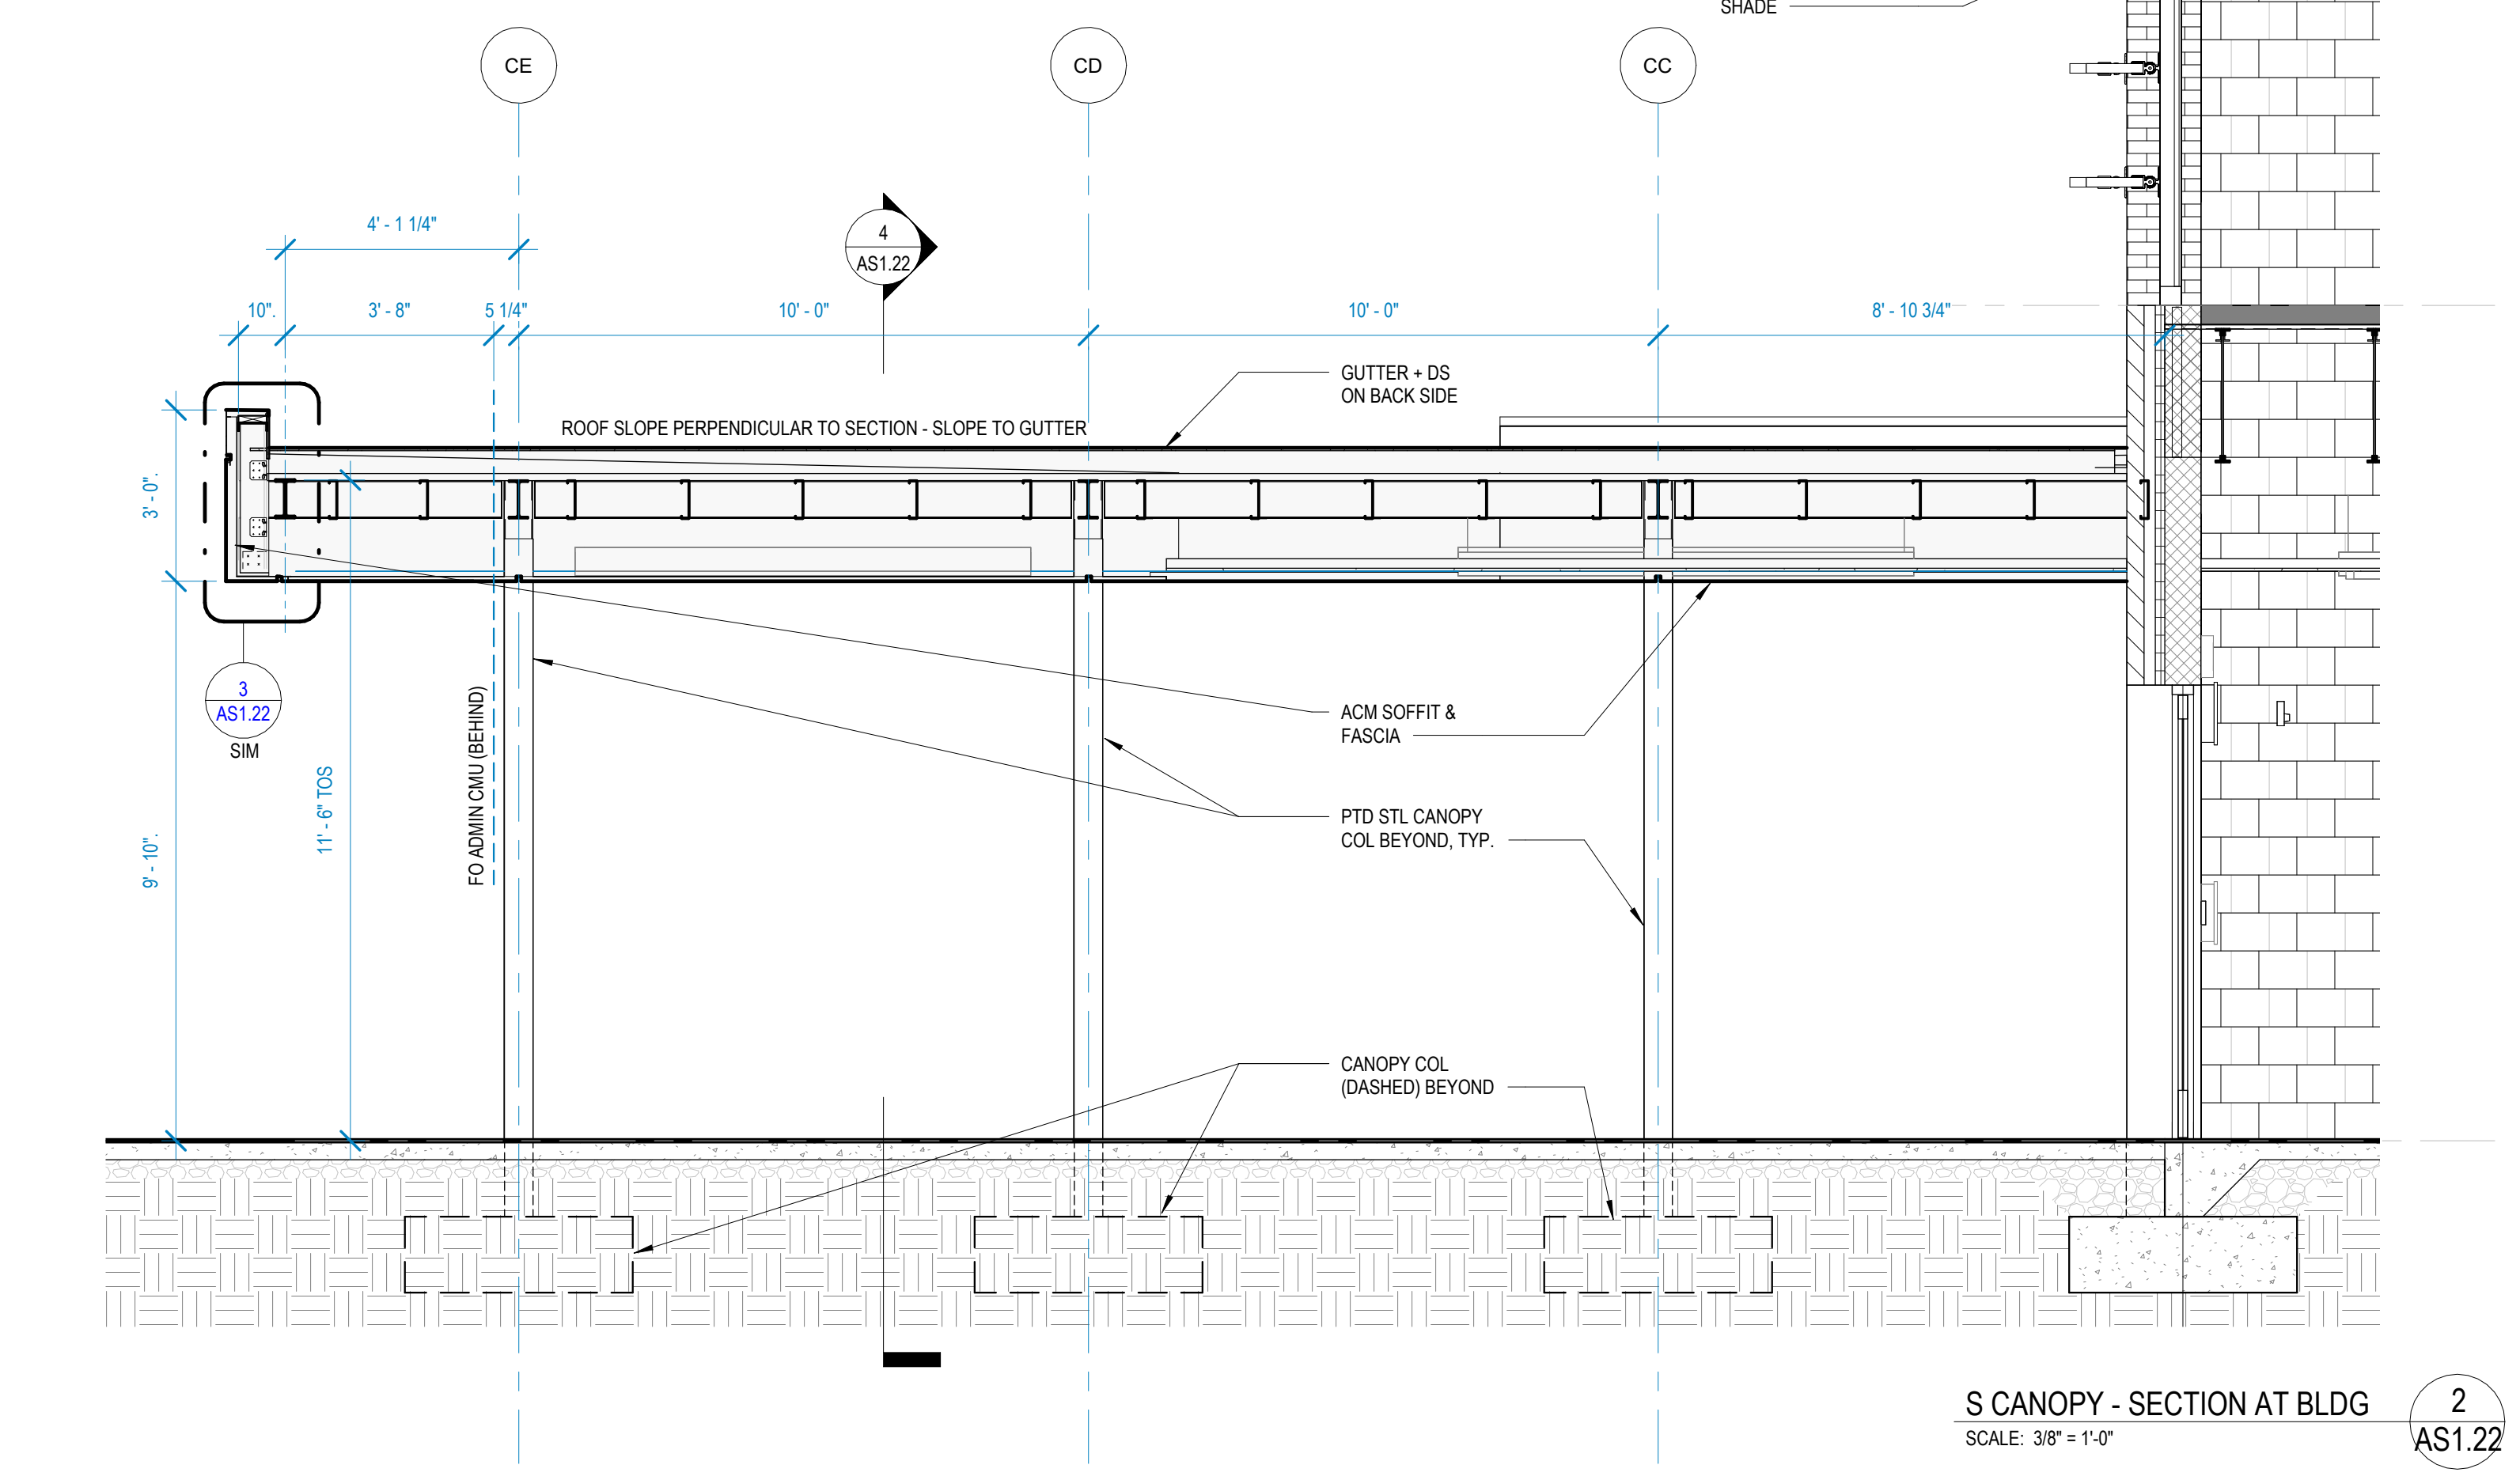 SHADE
CE
CD
CC
4' - 1 1/4"
4
AS1.22
10".
3' - 8"
5 1/4"
10' - 0"
10' - 0"
8' - 10 3/4"
GUTTER + DS
ON BACK SIDE
ROOF SLOPE PERPENDICULAR TO SECTION - SLOPE TO GUTTER
3' - 0".
3
AS1.22
SIM
ACM SOFFIT &
FASCIA
FO ADMIN CMU (BEHIND)
11' - 6" TOS
9' - 10".
PTD STL CANOPY
COL BEYOND, TYP.
CANOPY COL
(DASHED) BEYOND
S CANOPY - SECTION AT BLDG
SCALE: 3/8" = 1'-0"
2
AS1.22